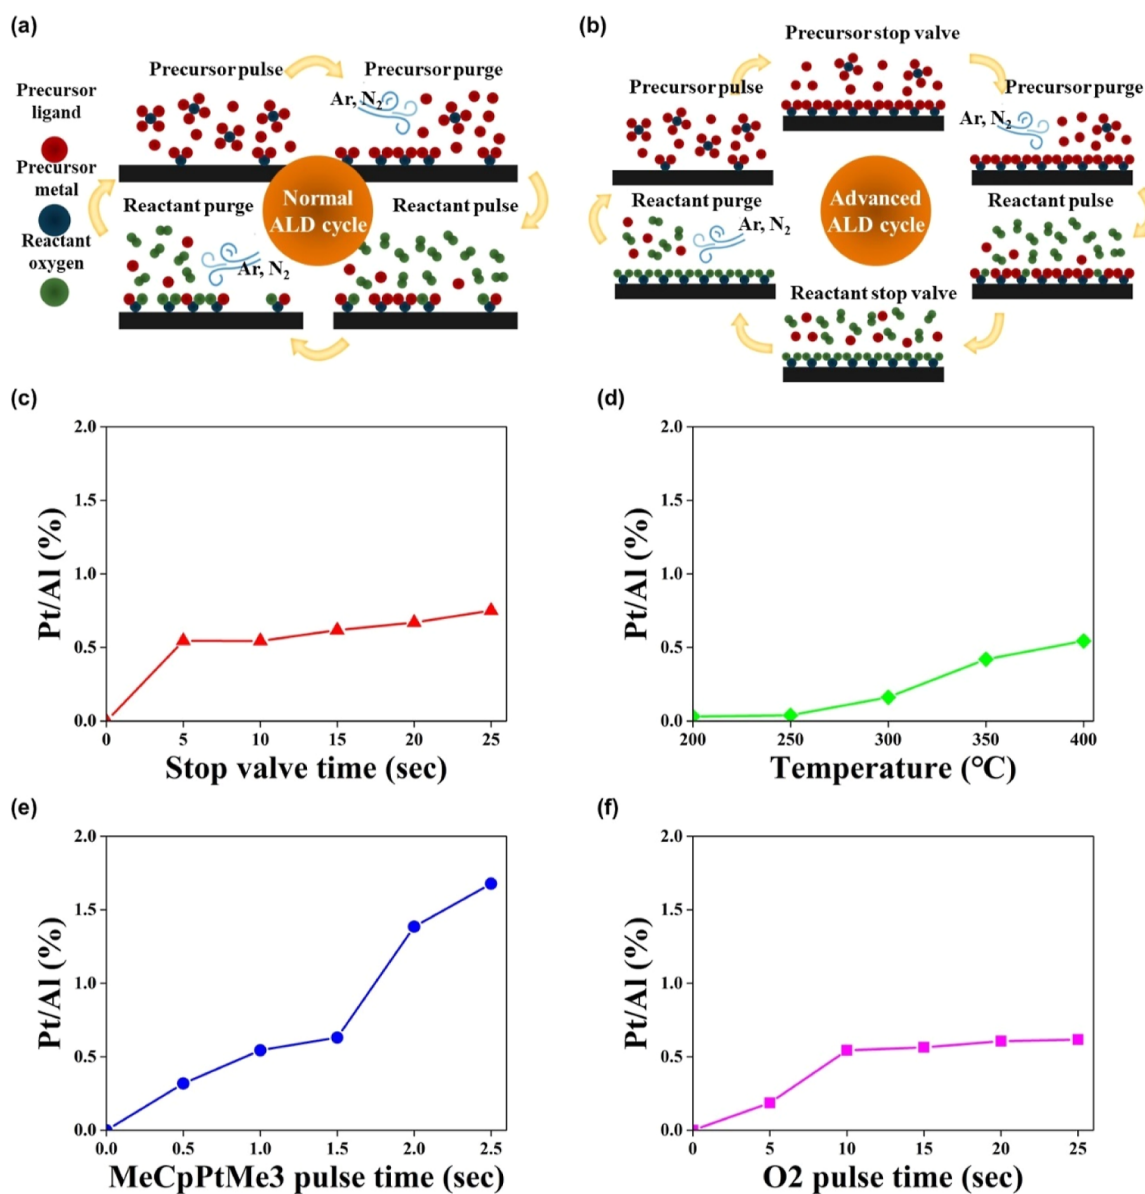 (a)
Precursor
ligand
Precursor
metal
Reactant
oxygen
Precursor pulse
Precursor purge
Ar, N2
Normal
ALD cycle
Reactant purge
Reactant pulse
Ar, N2
(b)
Precursor stop valve
Precursor pulse
Precursor purge
Ar, N2
Advanced
ALD cycle
Reactant purge
Reactant pulse
Ar, N2
Reactant stop valve
(c)
2.0
1.5
1.0
0.5
0.0
Pt/Al (%)
0 5 10 15 20 25
Stop valve time (sec)
(d)
2.0
1.5
1.0
0.5
0.0
Pt/Al (%)
200 250 300 350 400
Temperature (℃)
(e)
2.0
1.5
1.0
0.5
0.0
Pt/Al (%)
0.0 0.5 1.0 1.5 2.0 2.5
MeCpPtMe3 pulse time (sec)
(f)
2.0
1.5
1.0
0.5
0.0
Pt/Al (%)
0 5 10 15 20 25
O2 pulse time (sec)